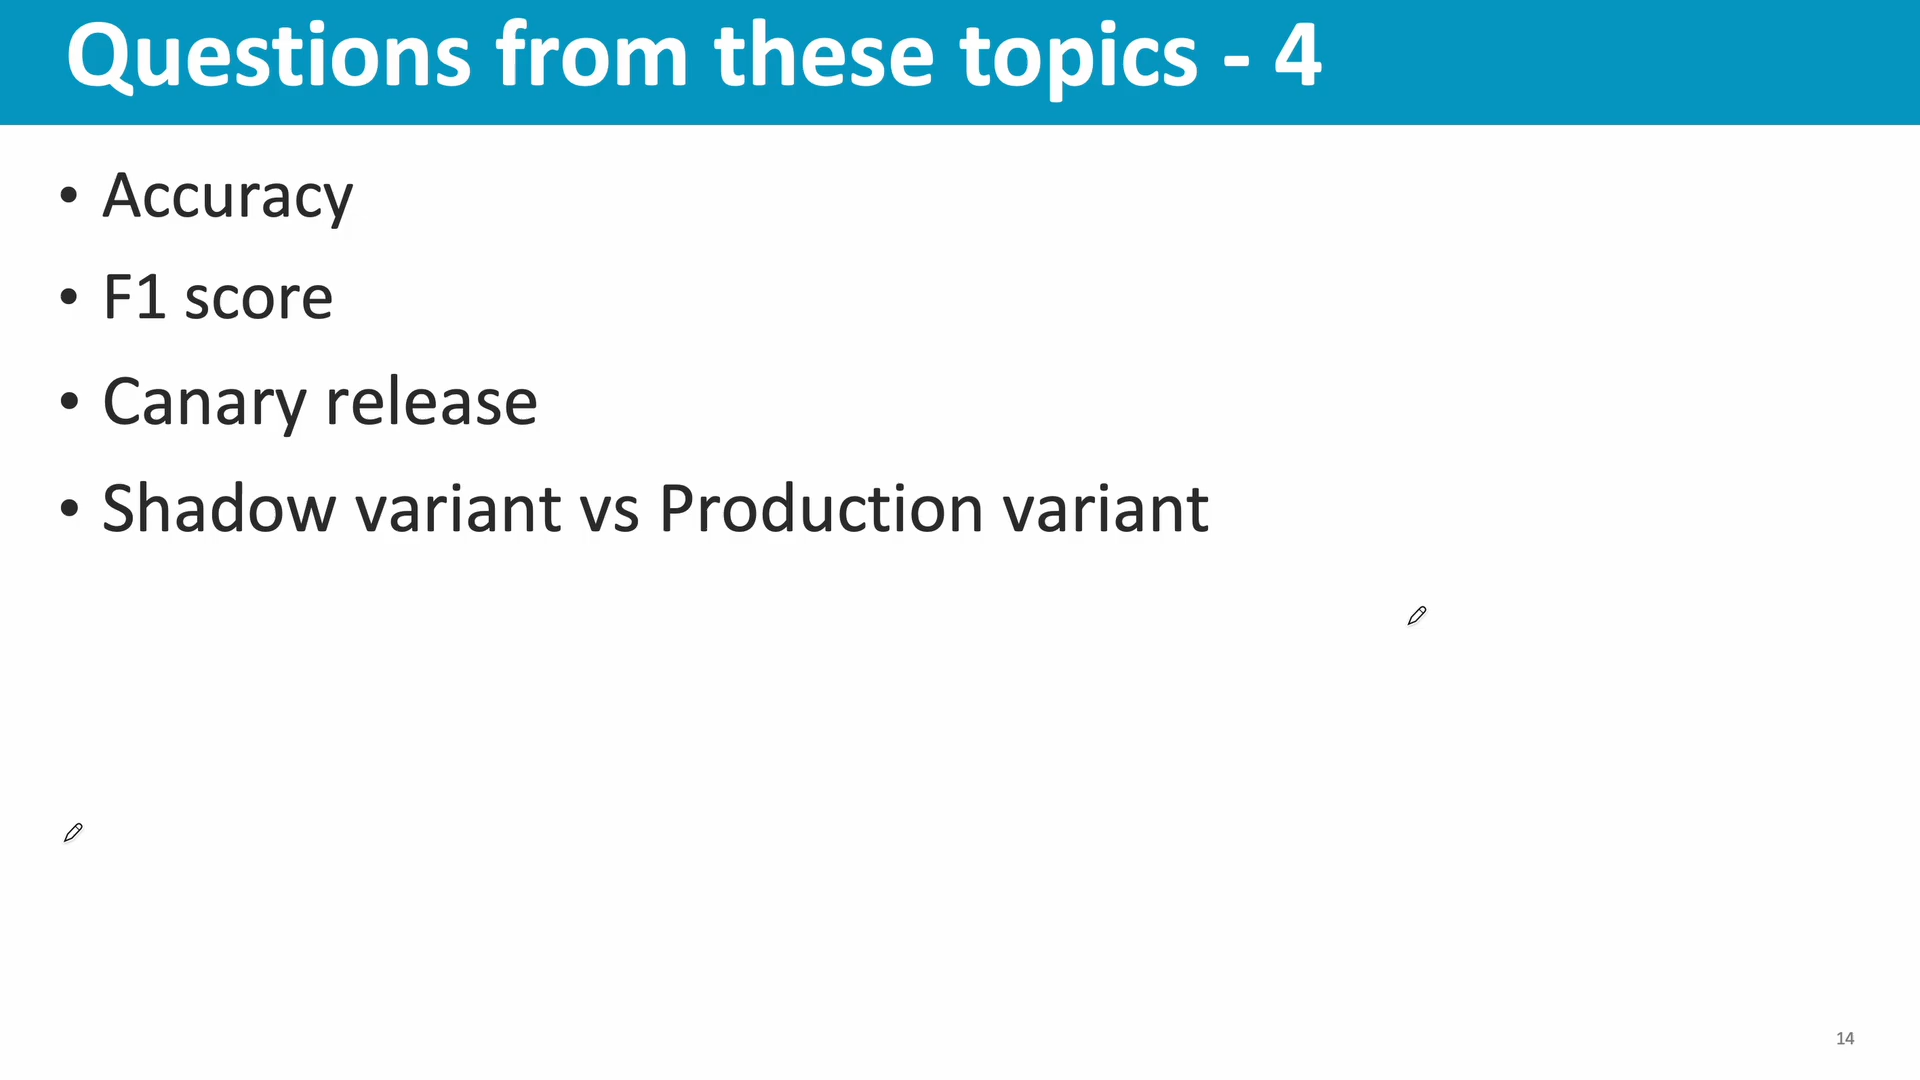 Questions from these topics - 4
• Accuracy
• F1 score
• Canary release
• Shadow variant vs Production variant
14